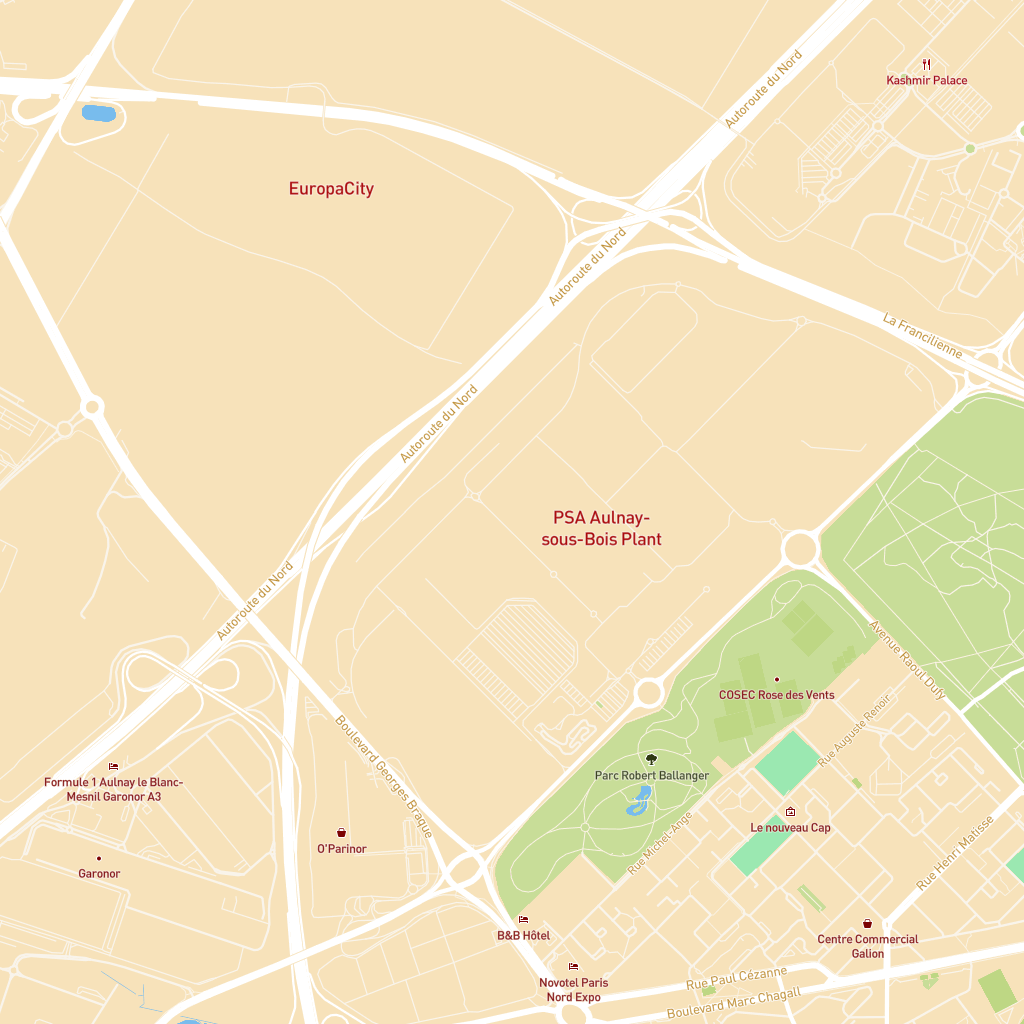 Kashmir Palace
Autoroute du Nord
EuropaCity
Autoroute du Nord
La Francilienne
Autoroute du Nord
PSA Aulnay-
sous-Bois Plant
Autoroute du Nord
Avenue Raoul Dufy
COSEC Rose des Vents
Rue Auguste Renoir
Boulevard Georges Braque
Parc Robert Ballanger
Formule 1 Aulnay le Blanc-
Mesnil Garonor A3
Le nouveau Cap
O'Parinor
Rue Michel-Ange
Rue Henri Matisse
Garonor
B&B Hôtel
Centre Commercial
Galion
Novotel Paris
Nord Expo
Rue Paul Cézanne
Boulevard Marc Chagall